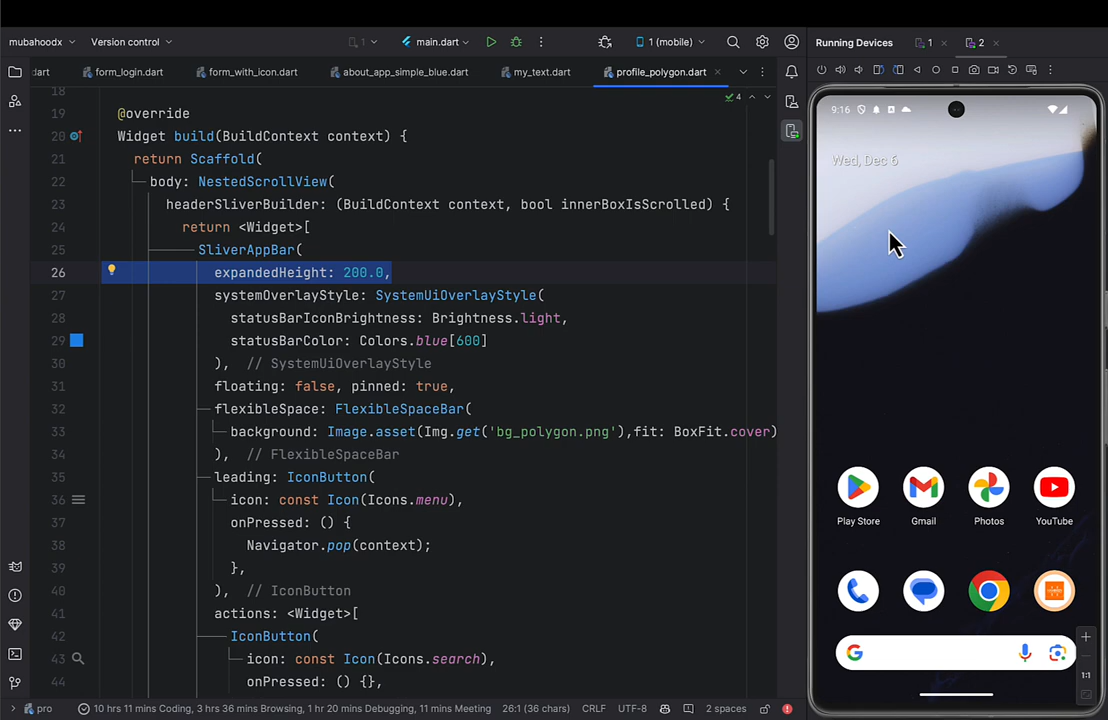 mubahoodx Version control 1 main.dart 1 (mobile) Running Devices 1 2
.dart form_login.dart form_with_icon.dart about_app_simple_blue.dart my_text.dart profile_polygon.dart
4
18
19 @override
20 Widget build(BuildContext context) {
21 return Scaffold(
22 body: NestedScrollView(
23 headerSliverBuilder: (BuildContext context, bool innerBoxIsScrolled) {
24 return <Widget>[
25 SliverAppBar(
26 expandedHeight: 200.0,
27 systemOverlayStyle: SystemUiOverlayStyle(
28 statusBarIconBrightness: Brightness.light,
29 statusBarColor: Colors.blue[600]
30 ), // SystemUiOverlayStyle
31 floating: false, pinned: true,
32 flexibleSpace: FlexibleSpaceBar(
33 background: Image.asset(Img.get('bg_polygon.png'),fit: BoxFit.cover)
34 ), // FlexibleSpaceBar
35 leading: IconButton(
36 icon: const Icon(Icons.menu),
37 onPressed: () {
38 Navigator.pop(context);
39 },
40 ), // IconButton
41 actions: <Widget>[
42 IconButton(
43 icon: const Icon(Icons.search),
44 onPressed: () {},
9:16
Wed, Dec 6
Play Store Gmail Photos YouTube
1:1
pro 10 hrs 11 mins Coding, 3 hrs 36 mins Browsing, 1 hr 20 mins Debugging, 11 mins Meeting 26:1 (36 chars) CRLF UTF-8 2 spaces